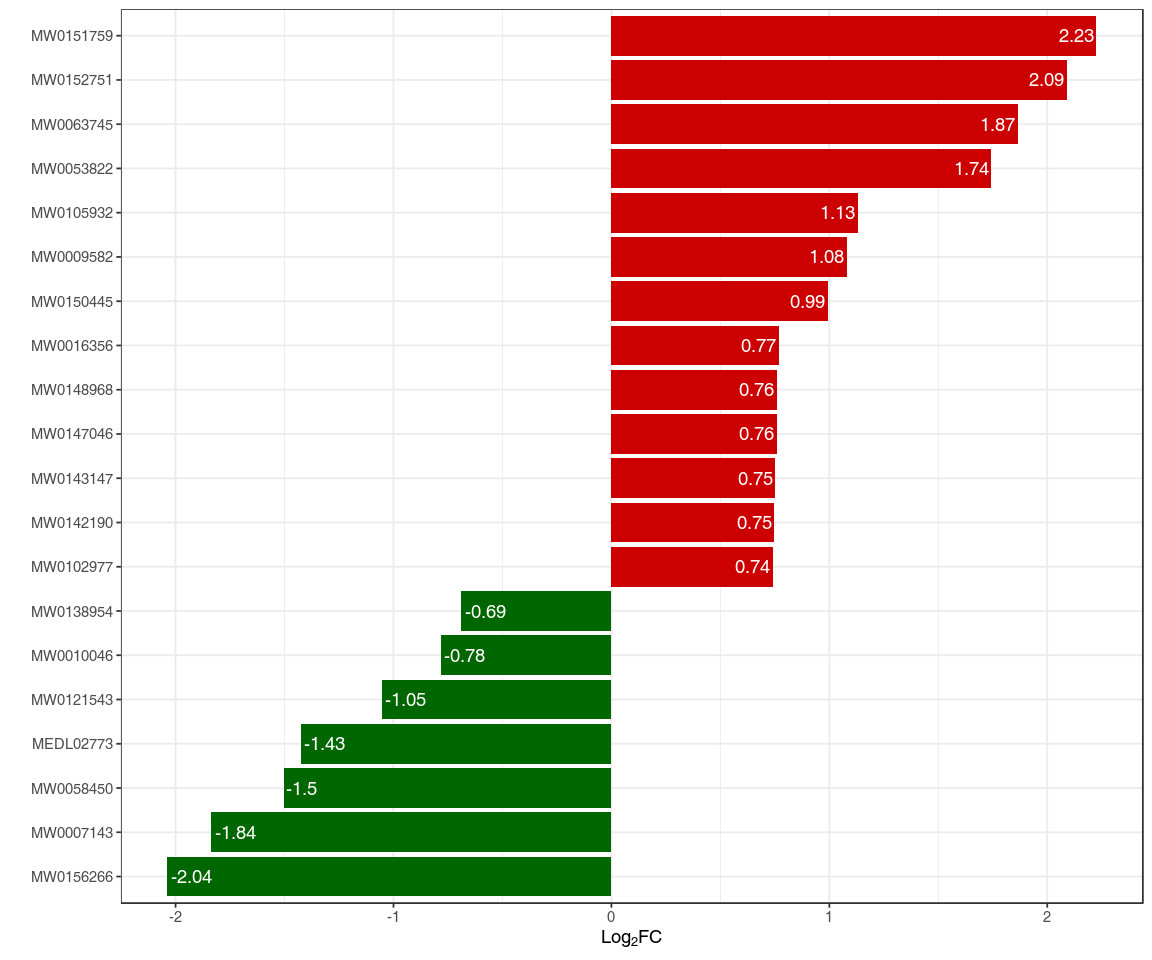 MW0151759 2.23
MW0152751 2.09
MW0063745 1.87
MW0053822 1.74
MW0105932 1.13
MW0009582 1.08
MW0150445 0.99
MW0016356 0.77
MW0148968 0.76
MW0147046 0.76
MW0143147 0.75
MW0142190 0.75
MW0102977 0.74
MW0138954 -0.69
MW0010046 -0.78
MW0121543 -1.05
MEDL02773 -1.43
MW0058450 -1.5
MW0007143 -1.84
MW0156266 -2.04
-2 -1 0 1 2
Log₂FC